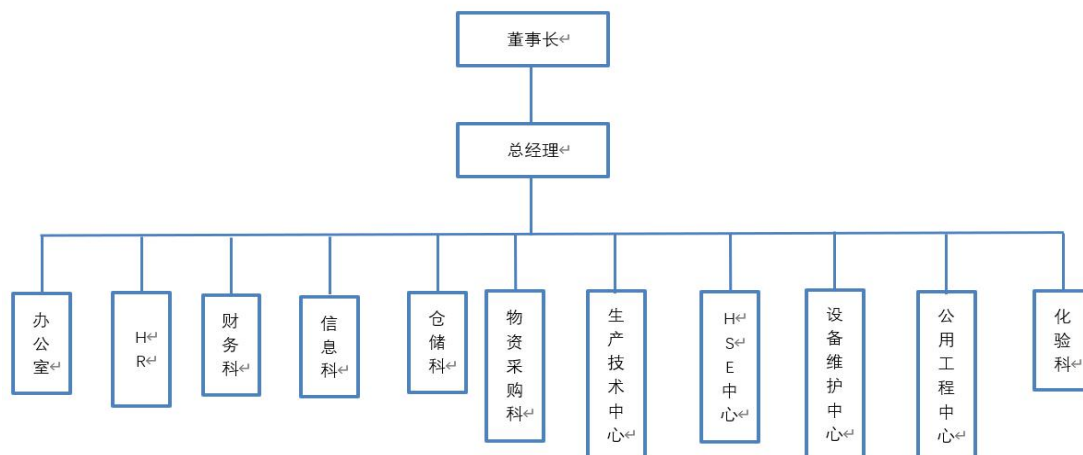 董事长
总经理
办公室
HR
财务科
信息科
仓储科
物资采购科
生产技术中心
HSE中心
设备维护中心
公用工程中心
化验科